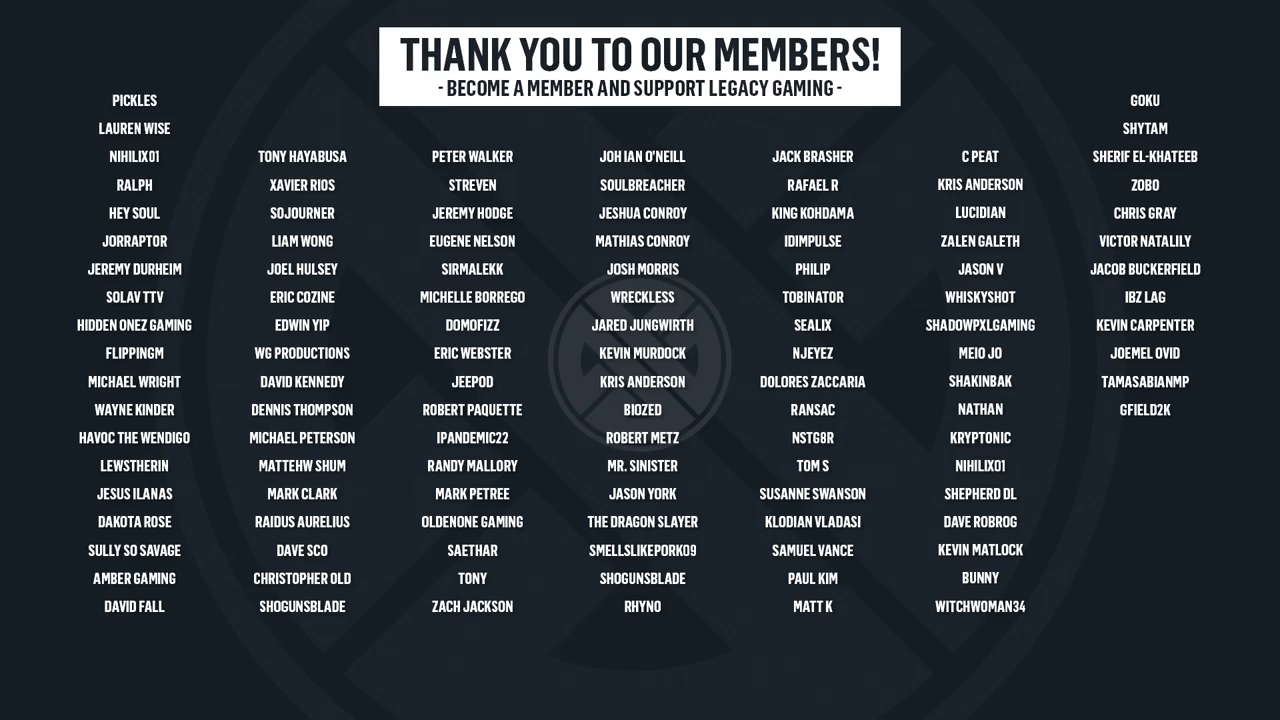 THANK YOU TO OUR MEMBERS!
- BECOME A MEMBER AND SUPPORT LEGACY GAMING -
PICKLES
LAUREN WISE
NIHILIX01
RALPH
HEY SOUL
JORRAPTOR
JEREMY DURHEIM
SOLAV TTV
HIDDEN ONEZ GAMING
FLIPPINGM
MICHAEL WRIGHT
WAYNE KINDER
HAVOC THE WENDIGO
LEWSTHERIN
JESUS ILANAS
DAKOTA ROSE
SULLY SO SAVAGE
AMBER GAMING
DAVID FALL
TONY HAYABUSA
XAVIER RIOS
SOJOURNER
LIAM WONG
JOEL HULSEY
ERIC COZINE
EDWIN YIP
WG PRODUCTIONS
DAVID KENNEDY
DENNIS THOMPSON
MICHAEL PETERSON
MATTEHW SHUM
MARK CLARK
RAIDUS AURELIUS
DAVE SCO
CHRISTOPHER OLD
SHOGUNSBLADE
PETER WALKER
STREVEN
JEREMY HODGE
EUGENE NELSON
SIRMALEKK
MICHELLE BORREGO
DOMOFIZZ
ERIC WEBSTER
JEEPOD
ROBERT PAQUETTE
IPANDEMIC22
RANDY MALLORY
MARK PETREE
OLDENONE GAMING
SAETHAR
TONY
ZACH JACKSON
JOH IAN O'NEILL
SOULBREACHER
JESHUA CONROY
MATHIAS CONROY
JOSH MORRIS
WRECKLESS
JARED JUNGWIRTH
KEVIN MURDOCK
KRIS ANDERSON
BIOZED
ROBERT METZ
MR. SINISTER
JASON YORK
THE DRAGON SLAYER
SMELLSLIKEPORK09
SHOGUNSBLADE
RHYNO
JACK BRASHER
RAFAEL R
KING KOHDAMA
IDIMPULSE
PHILIP
TOBINATOR
SEALIX
NJEYEZ
DOLORES ZACCARIA
RANSAC
NSTG8R
TOM S
SUSANNE SWANSON
KLODIAN VLADASI
SAMUEL VANCE
PAUL KIM
MATT K
C PEAT
KRIS ANDERSON
LUCIDIAN
ZALEN GALETH
JASON V
WHISKYSHOT
SHADOWPXLGAMING
MEIO JO
SHAKINBAK
NATHAN
KRYPTONIC
NIHILIX01
SHEPHERD DL
DAVE ROBROG
KEVIN MATLOCK
BUNNY
WITCHWOMAN34
GOKU
SHYTAM
SHERIF EL-KHATEEB
ZOBO
CHRIS GRAY
VICTOR NATALILY
JACOB BUCKERFIELD
IBZ LAG
KEVIN CARPENTER
JOEMEL OVID
TAMASABIANMP
GFIELD2K